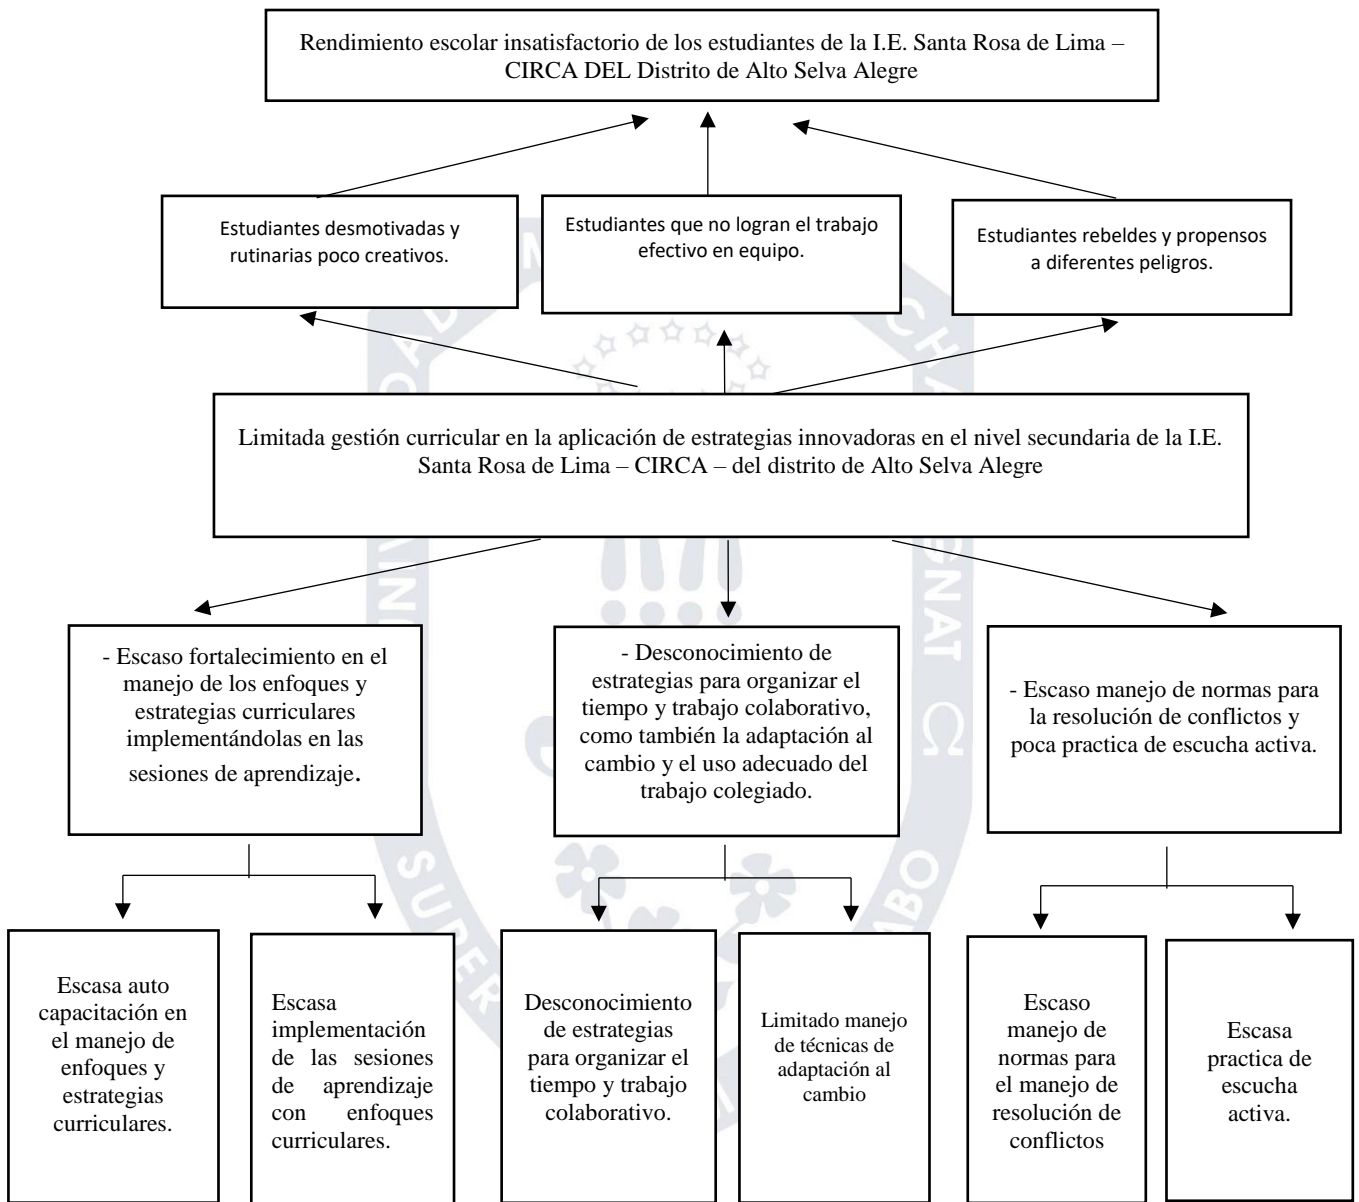 Rendimiento escolar insatisfactorio de los estudiantes de la I.E. Santa Rosa de Lima –
CIRCA DEL Distrito de Alto Selva Alegre
Estudiantes desmotivadas y
rutinarias poco creativos.
Estudiantes que no logran el trabajo
efectivo en equipo.
Estudiantes rebeldes y propensos
a diferentes peligros.
Limitada gestión curricular en la aplicación de estrategias innovadoras en el nivel secundaria de la I.E.
Santa Rosa de Lima – CIRCA – del distrito de Alto Selva Alegre
- Escaso fortalecimiento en el
manejo de los enfoques y
estrategias curriculares
implementándolas en las
sesiones de aprendizaje.
- Desconocimiento de
estrategias para organizar el
tiempo y trabajo colaborativo,
como también la adaptación al
cambio y el uso adecuado del
trabajo colegiado.
- Escaso manejo de normas para
la resolución de conflictos y
poca practica de escucha activa.
Escasa auto
capacitación en
el manejo de
enfoques y
estrategias
curriculares.
Escasa
implementación
de las sesiones
de aprendizaje
con enfoques
curriculares.
Desconocimiento
de estrategias
para organizar el
tiempo y trabajo
colaborativo.
Limitado manejo
de técnicas de
adaptación al
cambio
Escaso
manejo de
normas para
el manejo de
resolución de
conflictos
Escasa
practica de
escucha
activa.